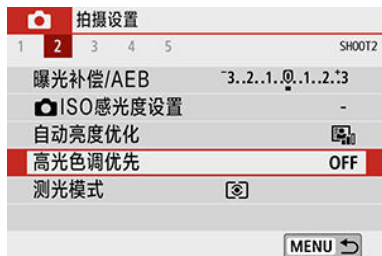 拍摄设置
1 2 3 4 5 SHOOT2
曝光补偿/AEB -3..2..1..0..1..2..+3
ISO感光度设置 -
自动亮度优化
高光色调优先 OFF
测光模式
MENU